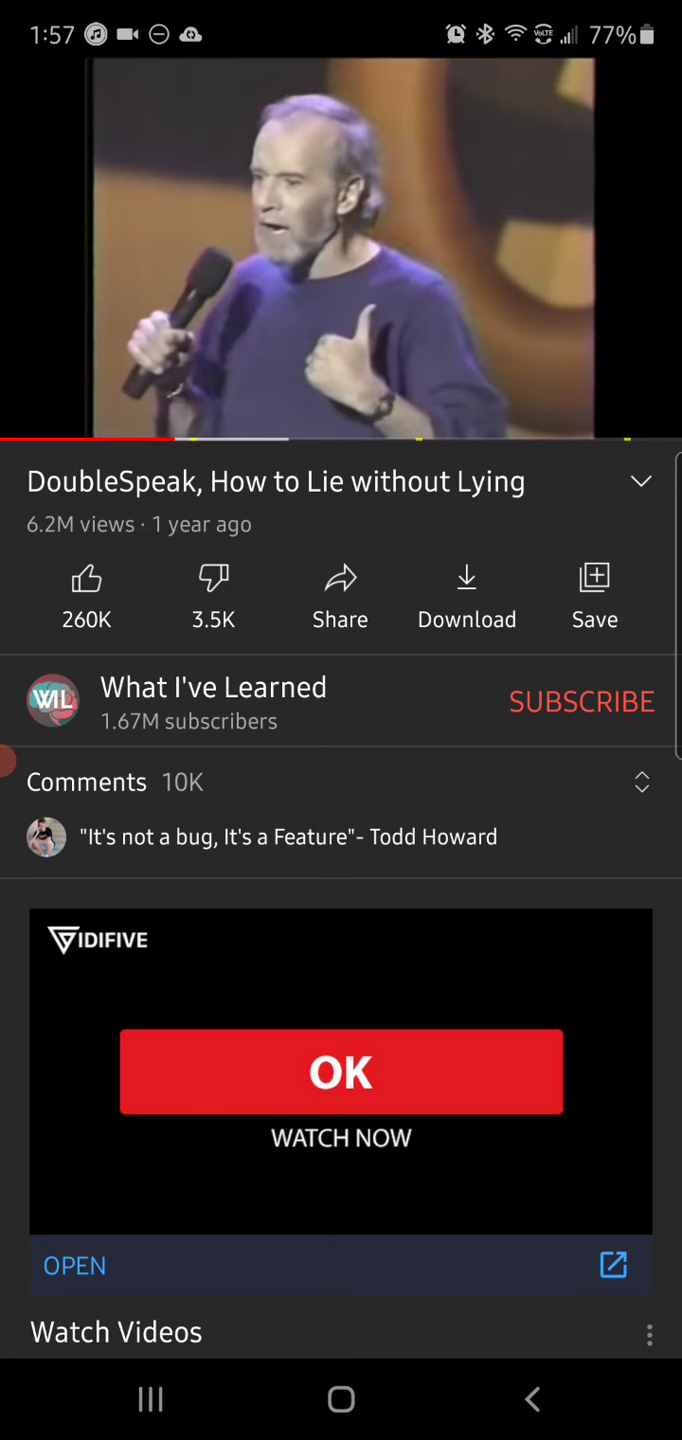 1:57 VoLTE 77%
DoubleSpeak, How to Lie without Lying
6.2M views · 1 year ago
260K 3.5K Share Download Save
WIL What I've Learned SUBSCRIBE
1.67M subscribers
Comments 10K
"It's not a bug, It's a Feature"- Todd Howard
VIDIFIVE
OK
WATCH NOW
OPEN
Watch Videos